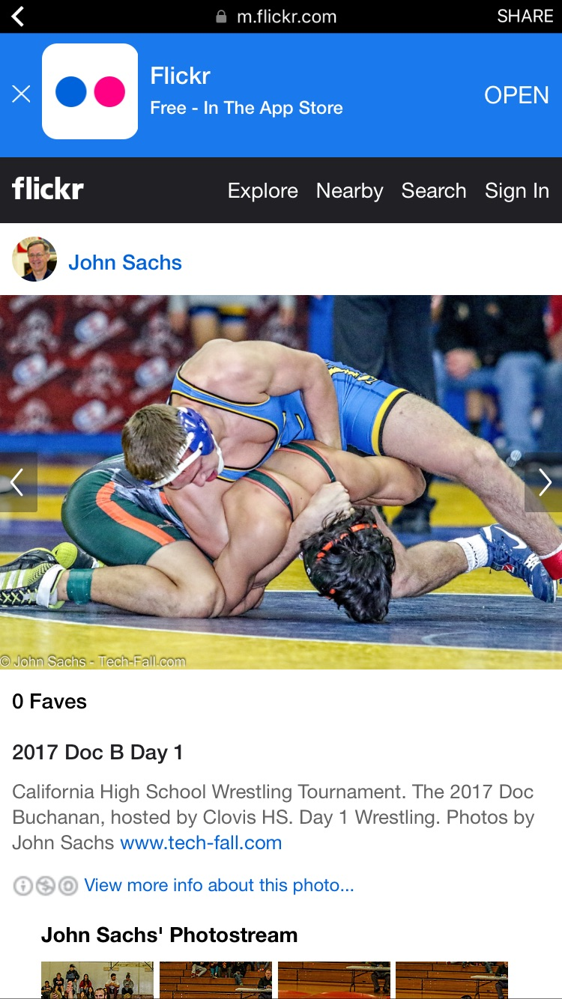 m.flickr.com
SHARE
Flickr
Free - In The App Store
OPEN
flickr
Explore Nearby Search Sign In
John Sachs
© John Sachs - Tech-Fall.com
0 Faves
2017 Doc B Day 1
California High School Wrestling Tournament. The 2017 Doc
Buchanan, hosted by Clovis HS. Day 1 Wrestling. Photos by
John Sachs www.tech-fall.com
View more info about this photo...
John Sachs' Photostream